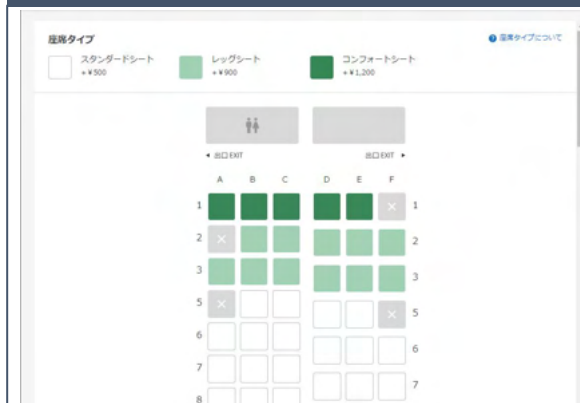 座席タイプ
座席タイプについて
スタンダードシート
+¥500
レッグシート
+¥900
コンフォートシート
+¥1,200
◀ 出口 EXIT
出口 EXIT ▶
A B C D E F
1 × 1
2 × 2
3 3
5 × × 5
6 6
7 7
8